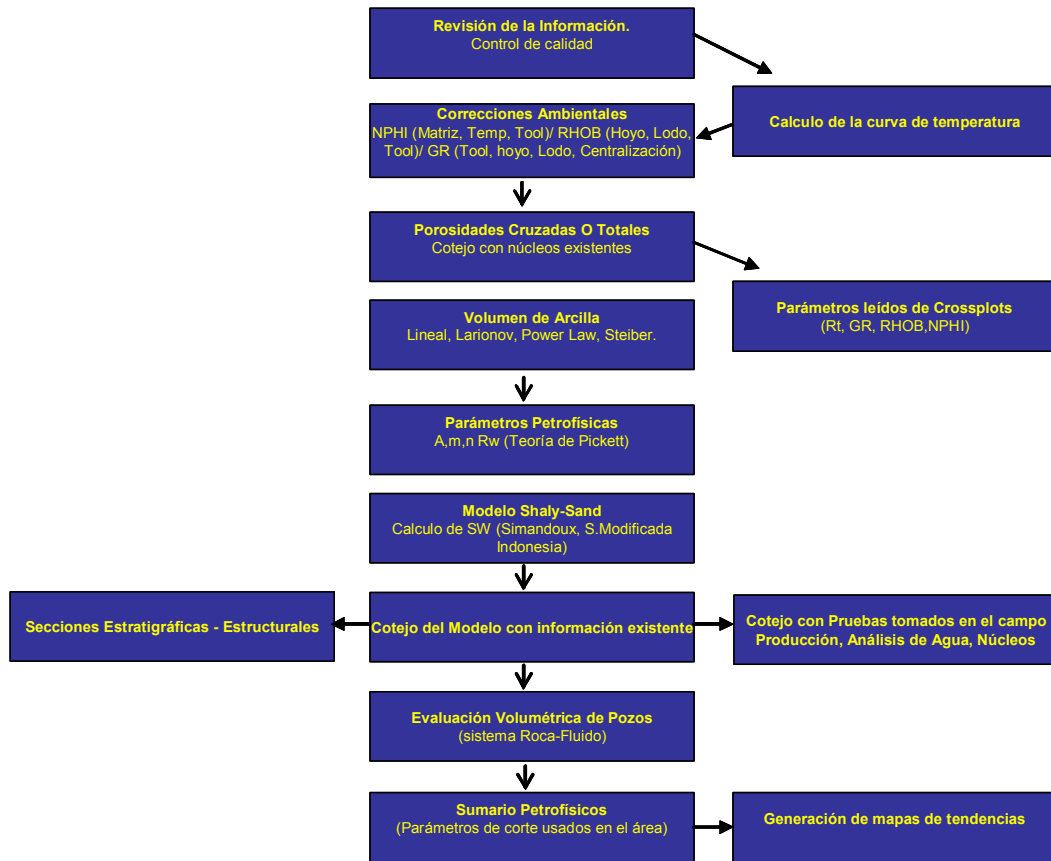 Revisión de la Información.
Control de calidad
Calculo de la curva de temperatura
Correcciones Ambientales
NPHI (Matriz, Temp, Tool)/ RHOB (Hoyo, Lodo,
Tool)/ GR (Tool, hoyo, Lodo, Centralización)
Porosidades Cruzadas O Totales
Cotejo con núcleos existentes
Parámetros leídos de Crossplots
(Rt, GR, RHOB,NPHI)
Volumen de Arcilla
Lineal, Larionov, Power Law, Steiber.
Parámetros Petrofísicas
A,m,n Rw (Teoría de Pickett)
Modelo Shaly-Sand
Calculo de SW (Simandoux, S.Modificada
Indonesia)
Secciones Estratigráficas - Estructurales
Cotejo del Modelo con información existente
Cotejo con Pruebas tomados en el campo
Producción, Análisis de Agua, Núcleos
Evaluación Volumétrica de Pozos
(sistema Roca-Fluido)
Sumario Petrofísicos
(Parámetros de corte usados en el área)
Generación de mapas de tendencias